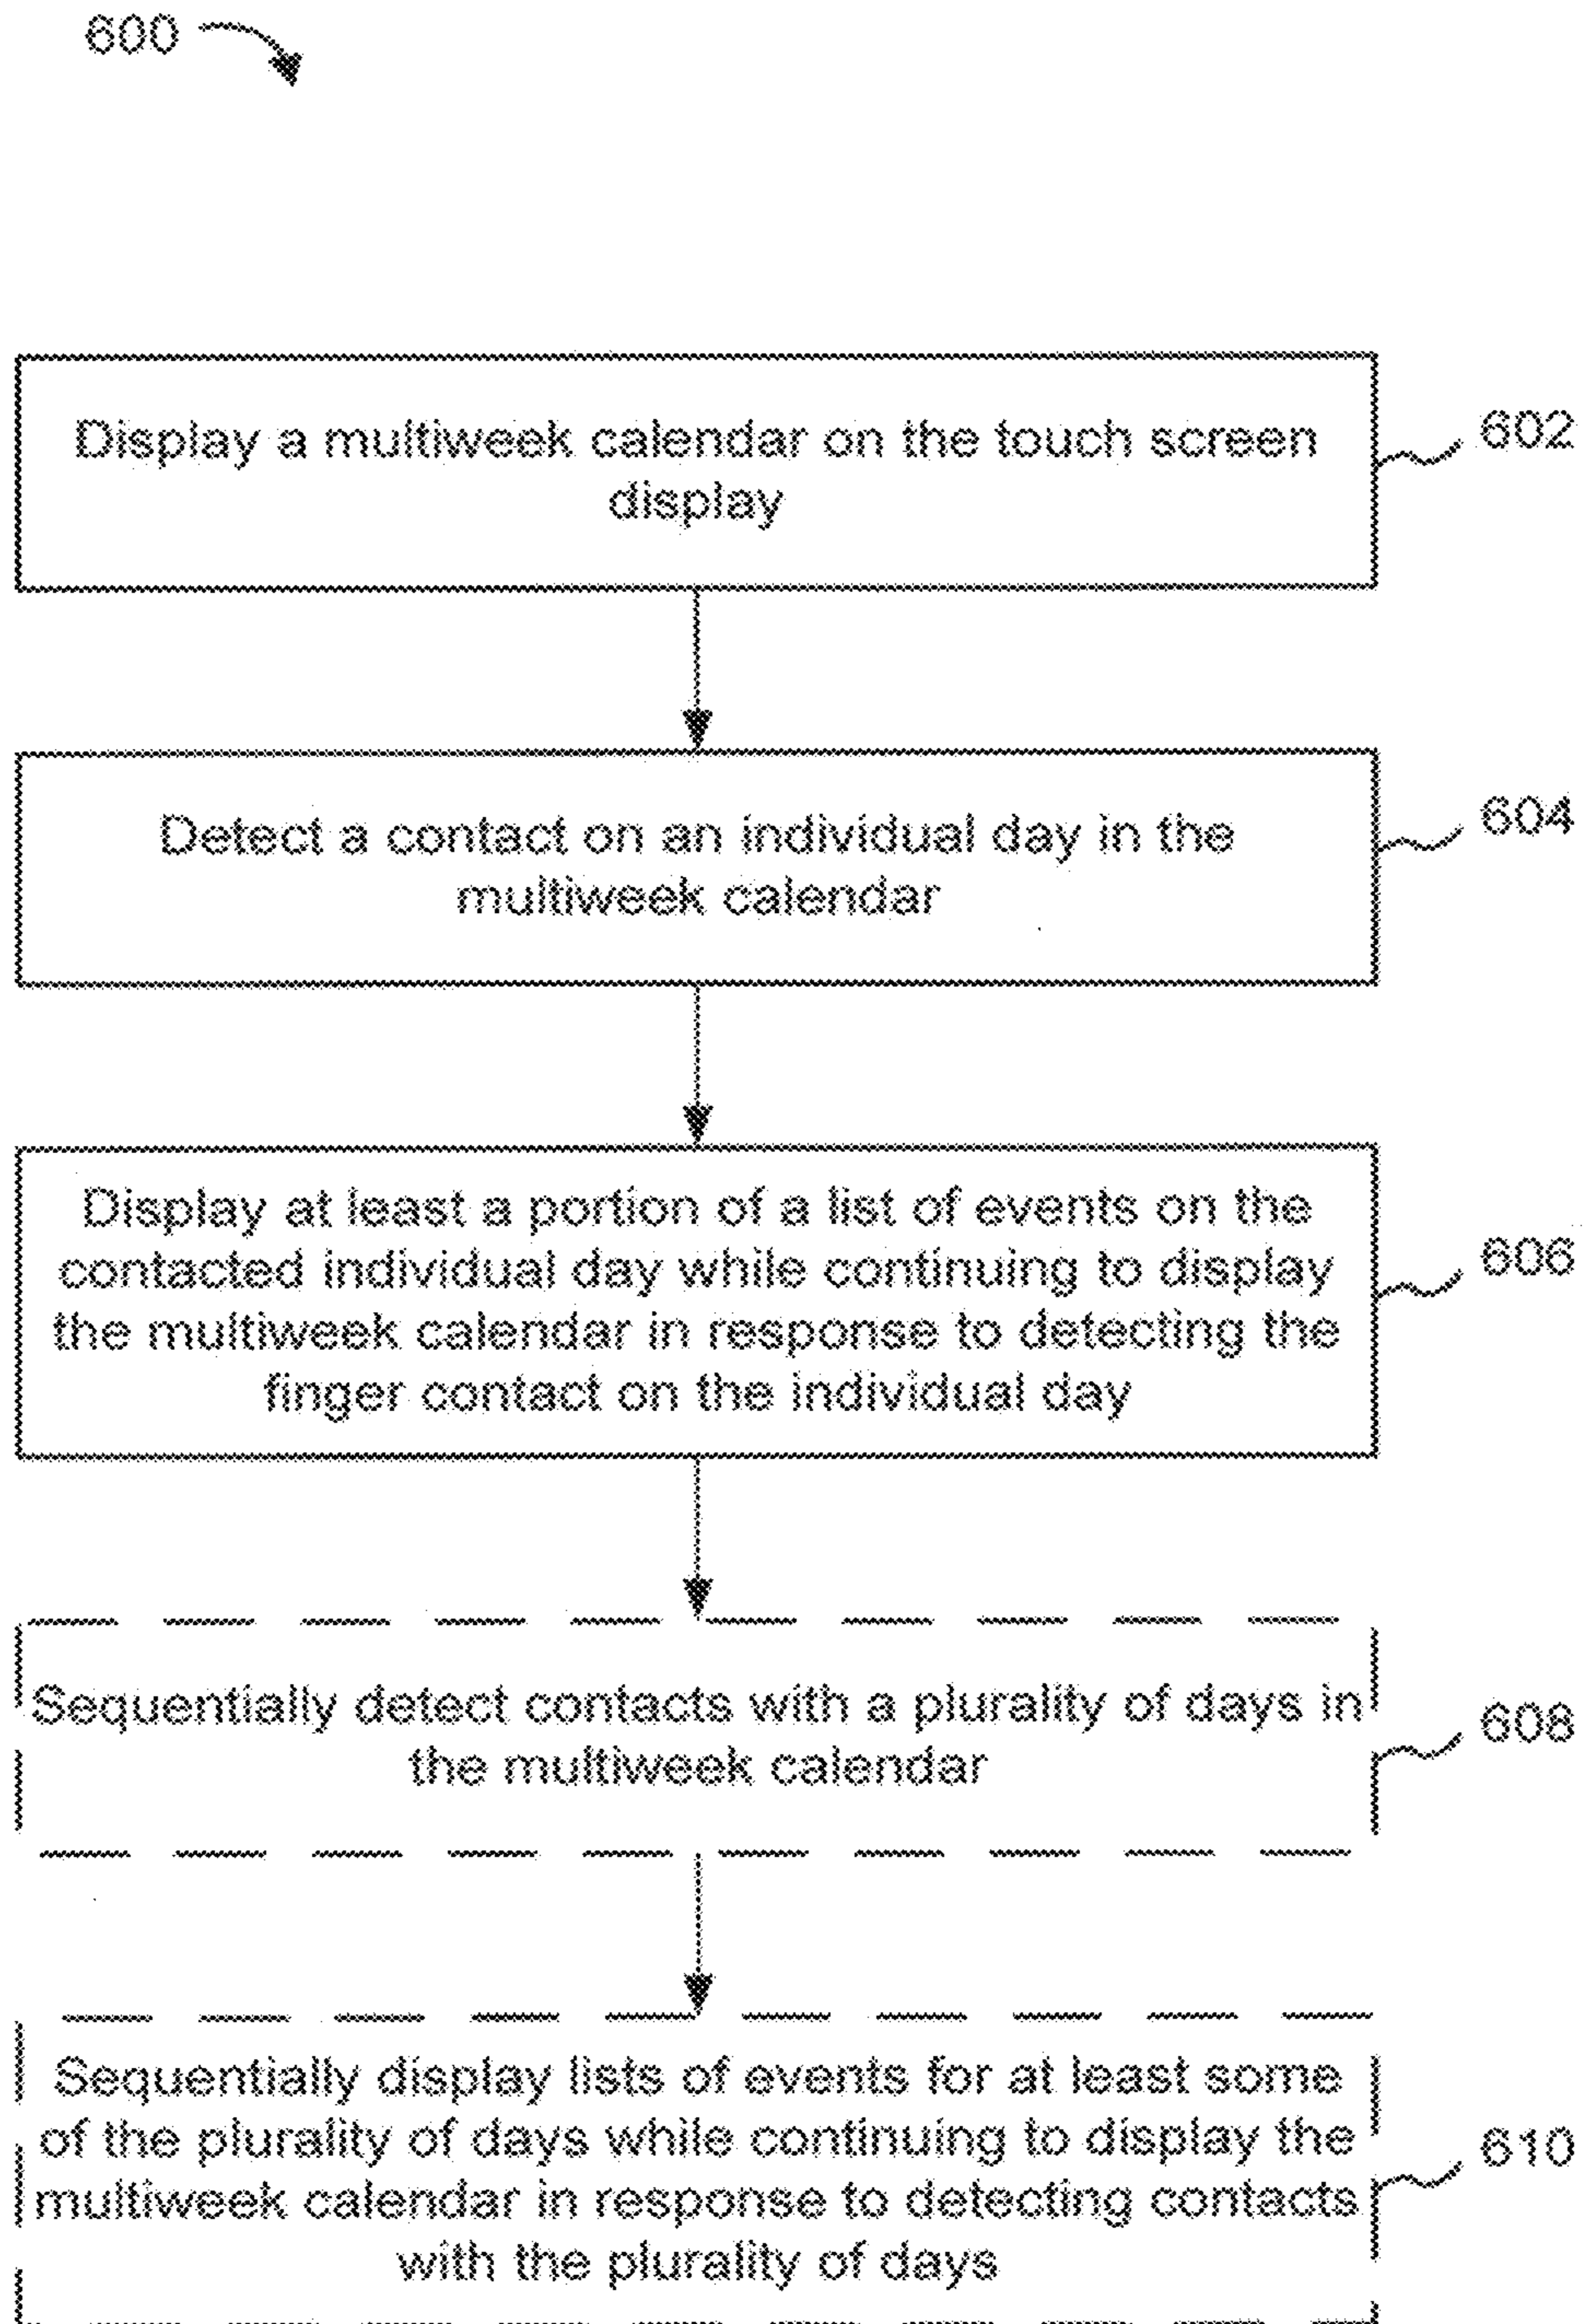 600
Display a multiweek calendar on the touch screen
display
602
Detect a contact on an individual day in the
multiweek calendar
604
Display at least a portion of a list of events on the
contacted individual day while continuing to display
the multiweek calendar in response to detecting the
finger contact on the individual day
606
Sequentially detect contacts with a plurality of days in
the multiweek calendar
608
Sequentially display lists of events for at least some
of the plurality of days while continuing to display the
multiweek calendar in response to detecting contacts
with the plurality of days
610